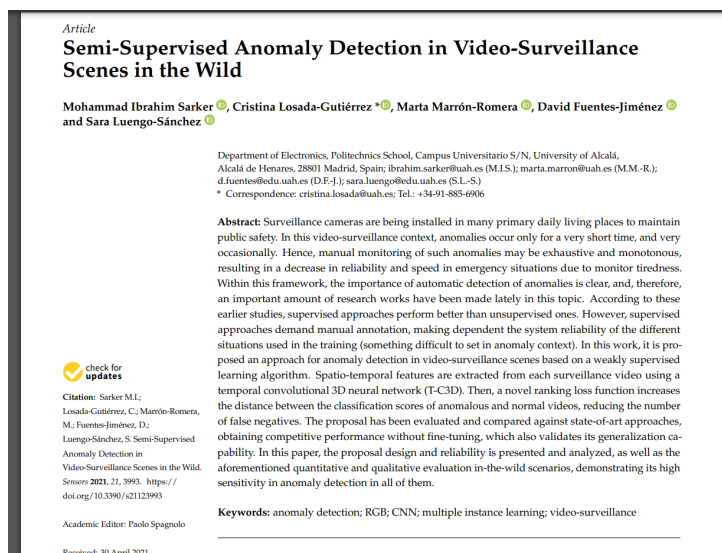 Article
Semi-Supervised Anomaly Detection in Video-Surveillance
Scenes in the Wild
Mohammad Ibrahim Sarker, Cristina Losada-Gutiérrez *, Marta Marrón-Romera, David Fuentes-Jiménez
and Sara Luengo-Sánchez
Department of Electronics, Politechnics School, Campus Universitario S/N, University of Alcalá,
Alcalá de Henares, 28801 Madrid, Spain; ibrahim.sarker@uah.es (M.I.S.); marta.marron@uah.es (M.M.-R.);
d.fuentes@edu.uah.es (D.F.-J.); sara.luengo@edu.uah.es (S.L.-S.)
* Correspondence: cristina.losada@uah.es; Tel.: +34-91-885-6906
Abstract: Surveillance cameras are being installed in many primary daily living places to maintain
public safety. In this video-surveillance context, anomalies occur only for a very short time, and very
occasionally. Hence, manual monitoring of such anomalies may be exhaustive and monotonous,
resulting in a decrease in reliability and speed in emergency situations due to monitor tiredness.
Within this framework, the importance of automatic detection of anomalies is clear, and, therefore,
an important amount of research works have been made lately in this topic. According to these
earlier studies, supervised approaches perform better than unsupervised ones. However, supervised
approaches demand manual annotation, making dependent the system reliability of the different
situations used in the training (something difficult to set in anomaly context). In this work, it is pro-
posed an approach for anomaly detection in video-surveillance scenes based on a weakly supervised
learning algorithm. Spatio-temporal features are extracted from each surveillance video using a
temporal convolutional 3D neural network (T-C3D). Then, a novel ranking loss function increases
the distance between the classification scores of anomalous and normal videos, reducing the number
of false negatives. The proposal has been evaluated and compared against state-of-art approaches,
obtaining competitive performance without fine-tuning, which also validates its generalization ca-
pability. In this paper, the proposal design and reliability is presented and analyzed, as well as the
aforementioned quantitative and qualitative evaluation in-the-wild scenarios, demonstrating its high
sensitivity in anomaly detection in all of them.
Keywords: anomaly detection; RGB; CNN; multiple instance learning; video-surveillance
check for
updates
Citation: Sarker M.I.;
Losada-Gutiérrez, C.; Marrón-Romera,
M.; Fuentes-Jiménez, D.;
Luengo-Sánchez, S. Semi-Supervised
Anomaly Detection in
Video-Surveillance Scenes in the Wild.
Sensors 2021, 21, 3993. https://
doi.org/10.3390/s21123993
Academic Editor: Paolo Spagnolo
Received: 30 April 2021